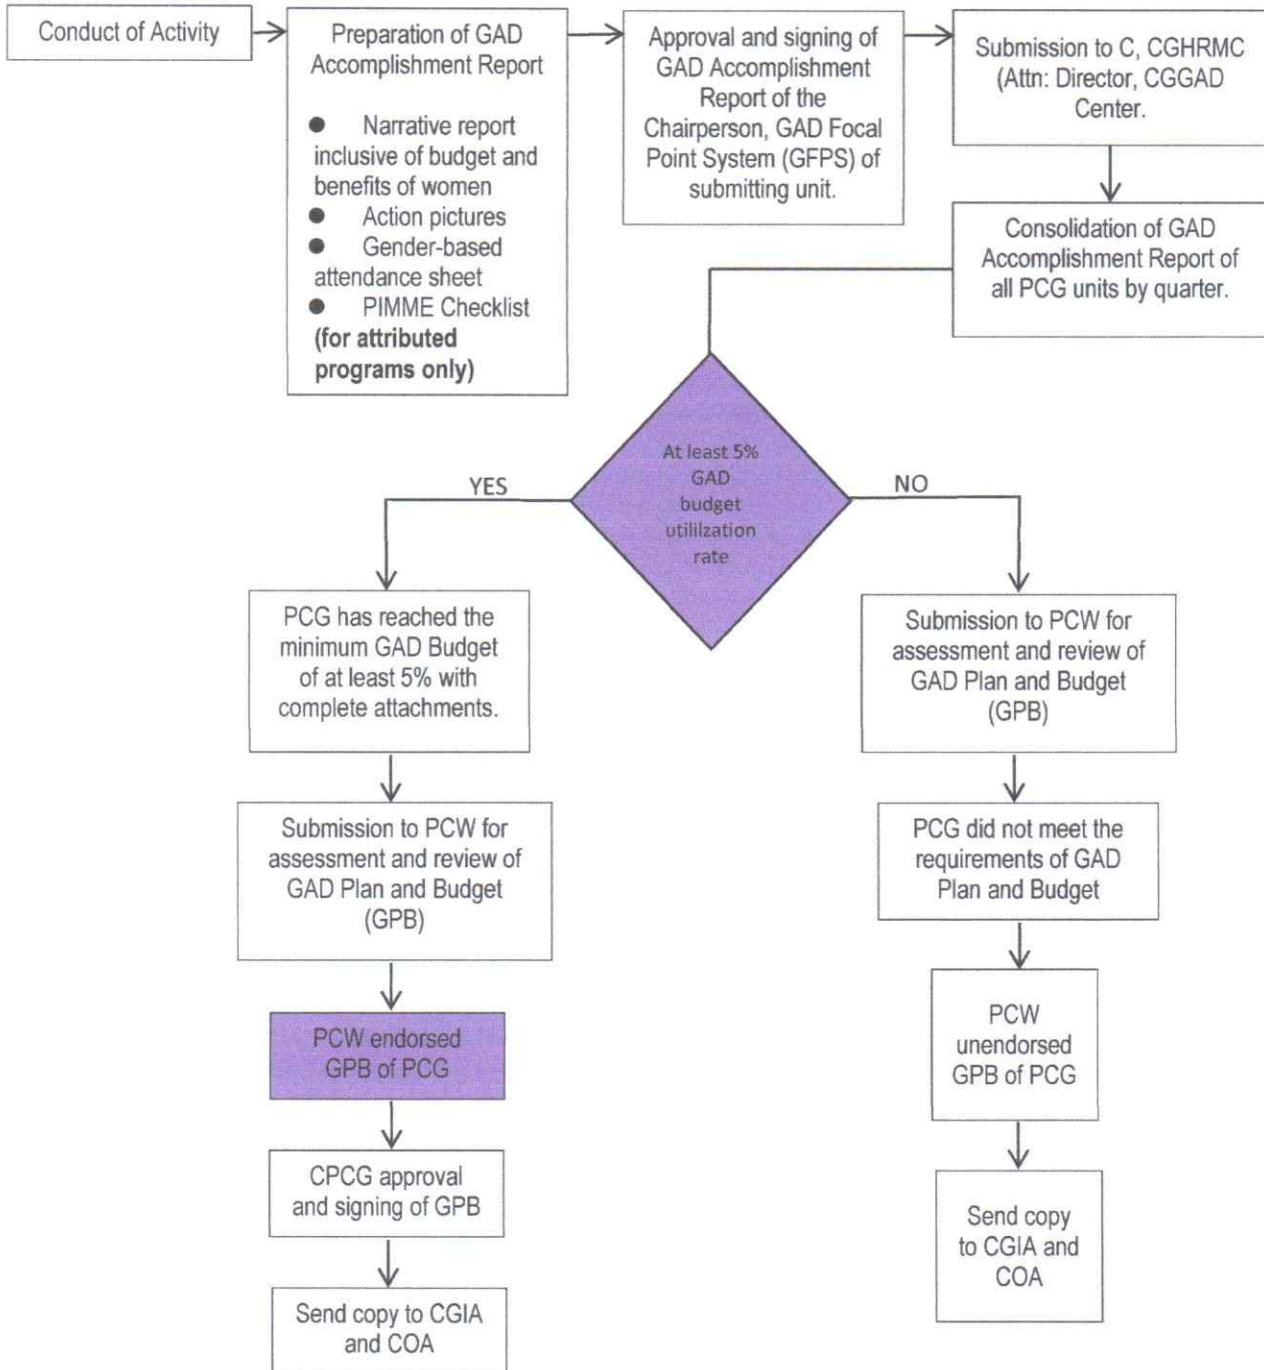 Conduct of Activity
Preparation of GAD
Accomplishment Report
● Narrative report
inclusive of budget and
benefits of women
● Action pictures
● Gender-based
attendance sheet
● PIMME Checklist
(for attributed
programs only)
Approval and signing of
GAD Accomplishment
Report of the
Chairperson, GAD Focal
Point System (GFPS) of
submitting unit.
Submission to C, CGHRMC
(Attn: Director, CGGAD
Center.
Consolidation of GAD
Accomplishment Report of
all PCG units by quarter.
At least 5%
GAD
budget
utililzation
rate
YES
NO
PCG has reached the
minimum GAD Budget
of at least 5% with
complete attachments.
Submission to PCW for
assessment and review of
GAD Plan and Budget
(GPB)
PCW endorsed
GPB of PCG
CPCG approval
and signing of GPB
Send copy to CGIA
and COA
Submission to PCW for
assessment and review of
GAD Plan and Budget
(GPB)
PCG did not meet the
requirements of GAD
Plan and Budget
PCW
unendorsed
GPB of PCG
Send copy
to CGIA and
COA